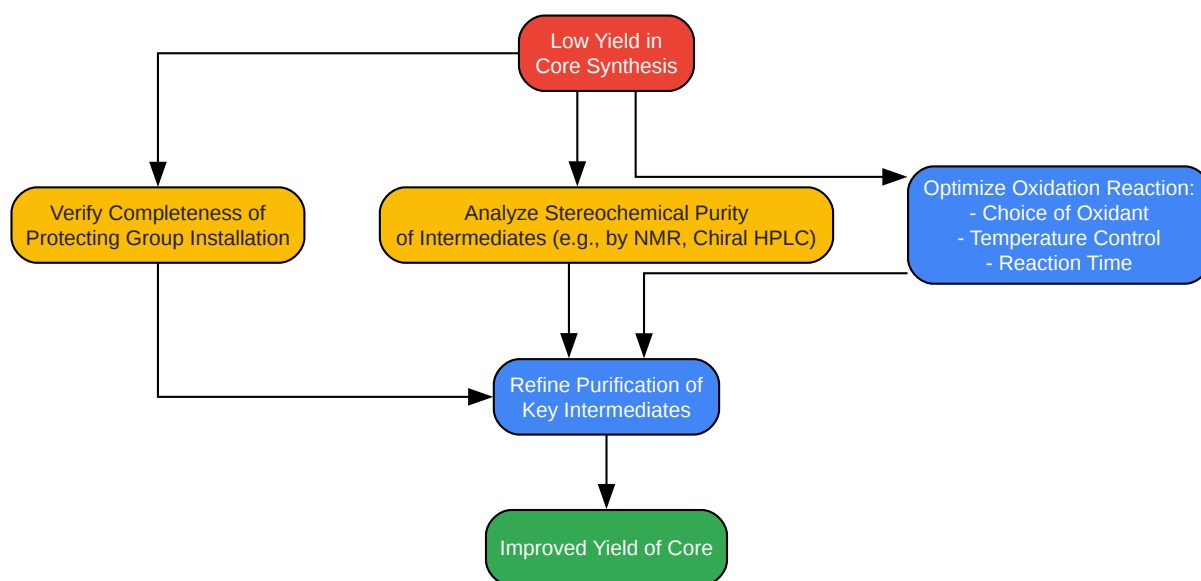 Low Yield in
Core Synthesis
Verify Completeness of
Protecting Group Installation
Analyze Stereochemical Purity
of Intermediates (e.g., by NMR, Chiral HPLC)
Optimize Oxidation Reaction:
- Choice of Oxidant
- Temperature Control
- Reaction Time
Refine Purification of
Key Intermediates
Improved Yield of Core